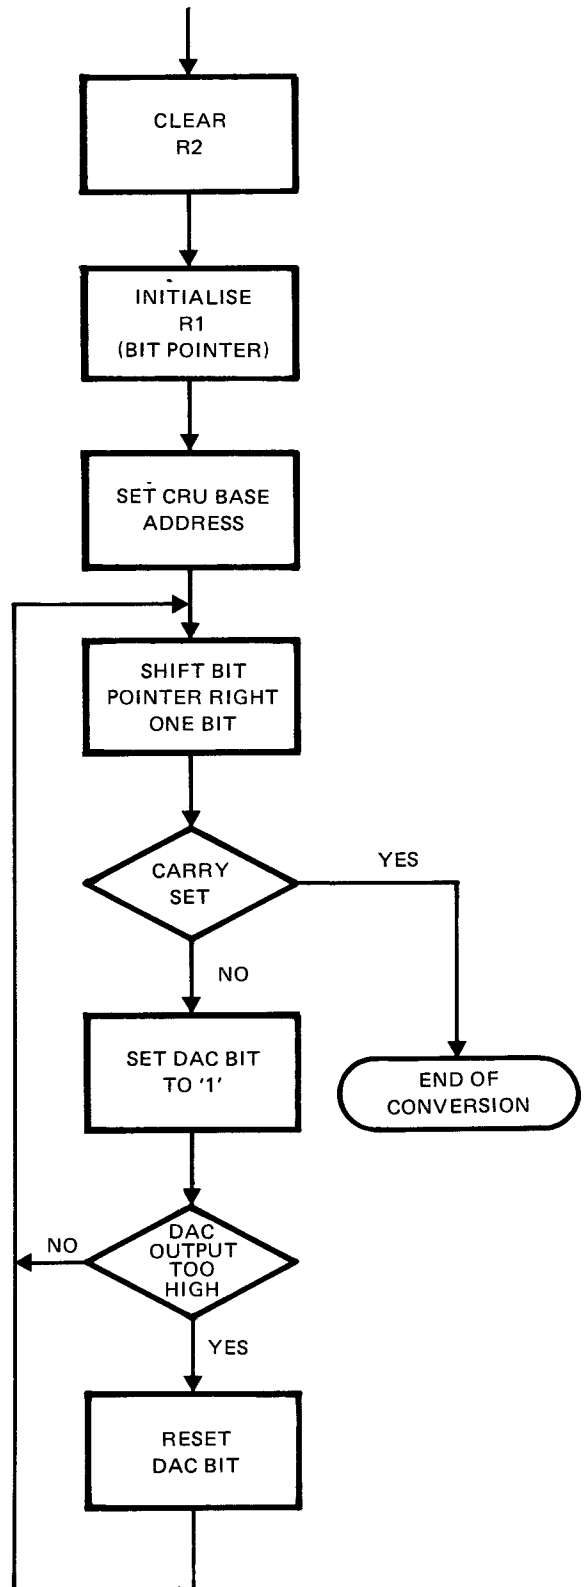 CLEAR
R2
INITIALISE
R1
(BIT POINTER)
SET CRU BASE
ADDRESS
SHIFT BIT
POINTER RIGHT
ONE BIT
CARRY
SET
YES
NO
SET DAC BIT
TO '1'
END OF
CONVERSION
DAC
OUTPUT
TOO
HIGH
NO
YES
RESET
DAC BIT